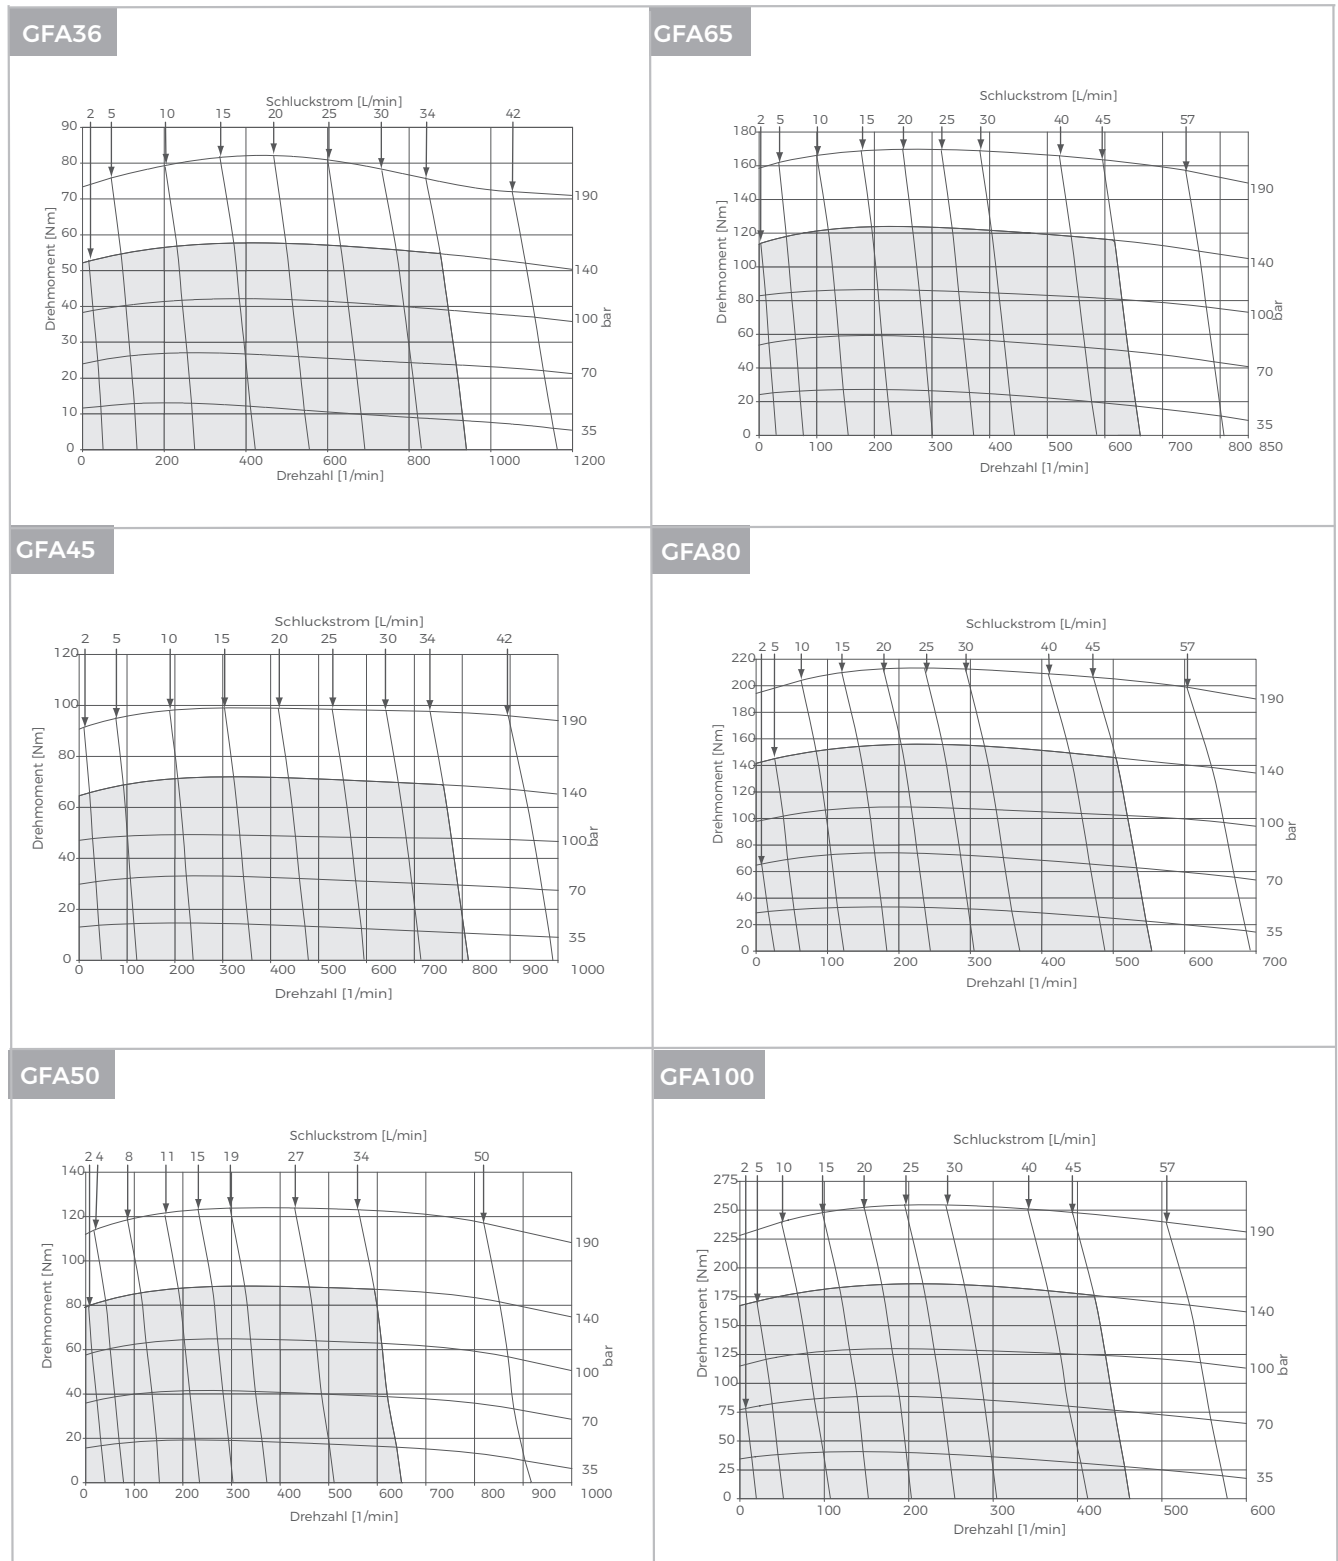 GFA36
Schluckstrom [L/min]
2 5 10 15 20 25 30 34 42
90
80
70
60
50
40
30
20
10
0
Drehmoment [Nm]
190
140
100
70
35
bar
0 200 400 600 800 1000 1200
Drehzahl [1/min]
GFA65
Schluckstrom [L/min]
2 5 10 15 20 25 30 40 45 57
180
160
140
120
100
80
60
40
20
0
Drehmoment [Nm]
190
140
100
70
35
bar
0 100 200 300 400 500 600 700 800 850
Drehzahl [1/min]
GFA45
Schluckstrom [L/min]
2 5 10 15 20 25 30 34 42
120
100
80
60
40
20
0
Drehmoment [Nm]
190
140
100
70
35
bar
0 100 200 300 400 500 600 700 800 900 1000
Drehzahl [1/min]
GFA80
Schluckstrom [L/min]
2 5 10 15 20 25 30 40 45 57
220
200
180
160
140
120
100
80
60
40
20
0
Drehmoment [Nm]
190
140
100
70
35
bar
0 100 200 300 400 500 600 700
Drehzahl [1/min]
GFA50
Schluckstrom [L/min]
2 4 8 11 15 19 27 34 50
140
120
100
80
60
40
20
0
Drehmoment [Nm]
190
140
100
70
35
bar
0 100 200 300 400 500 600 700 800 900 1000
Drehzahl [1/min]
GFA100
Schluckstrom [L/min]
2 5 10 15 20 25 30 40 45 57
275
250
225
200
175
150
125
100
75
50
25
0
Drehmoment [Nm]
190
140
100
70
35
bar
0 100 200 300 400 500 600
Drehzahl [1/min]